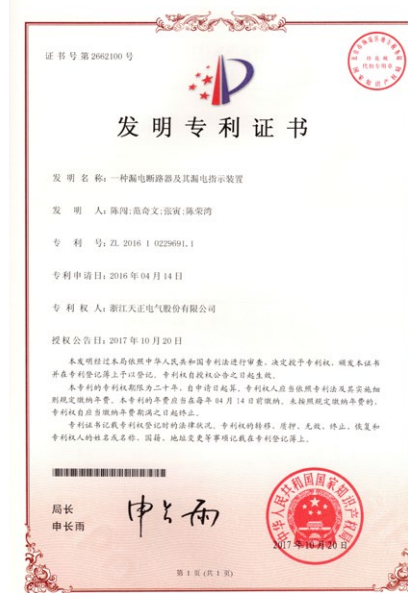 证书号第2662100号
发明专利证书
发明名称：一种漏电断路器及其漏电指示装置
发明人：陈闯;范奇文;张寅;陈荣湾
专利号：ZL 2016 1 0229691.1
专利申请日：2016年04月14日
专利权人：浙江天正电气股份有限公司
授权公告日：2017年10月20日
本发明经过本局依照中华人民共和国专利法进行审查，决定授予专利权，颁发本证书
并在专利登记簿上予以登记。专利权自授权公告之日起生效。
本专利的专利权期限为二十年，自申请日起算。专利权人应当依照专利法及其实施细
则规定缴纳年费。本专利的年费应当在每年04月14日前缴纳。未按照规定缴纳年费的，
专利权自应当缴纳年费期满之日起终止。
专利证书记载专利权登记时的法律状况。专利权的转移、质押、无效、终止、恢复和
专利权人的姓名或名称、国籍、地址变更等事项记载在专利登记簿上。
局长
申长雨
申长雨
中华人民共和国国家知识产权局
2017年10月20日
第1页(共1页)